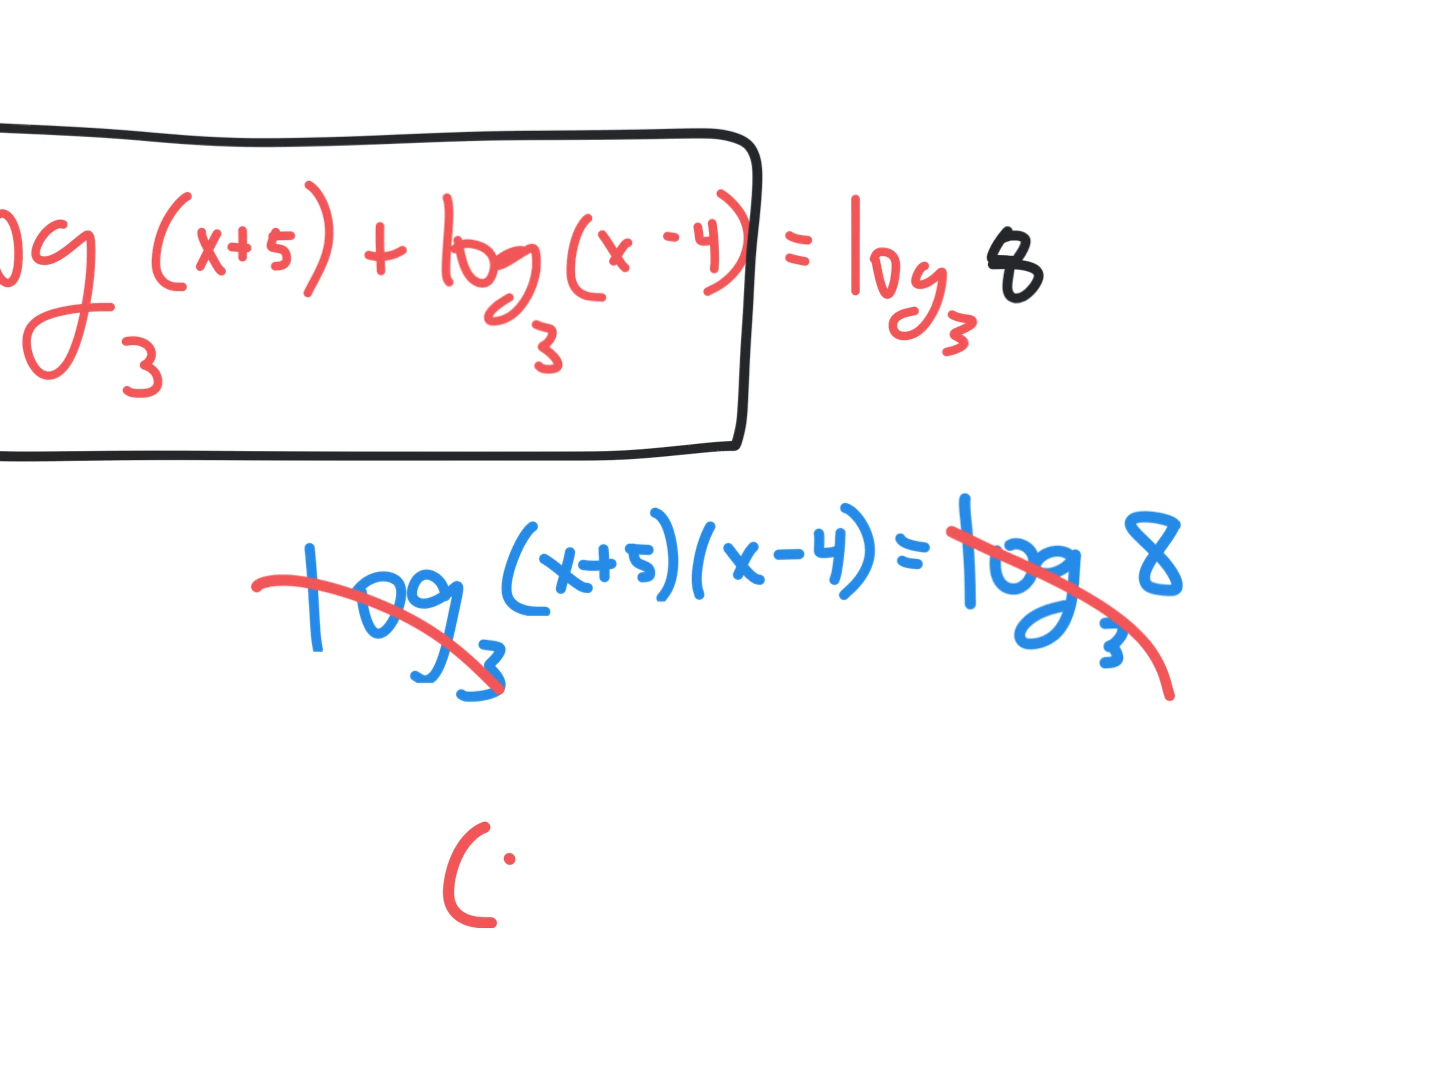 og₃ (x+5) + log₃ (x-4) = log₃ 8
log₃ (x+5)(x-4) = log₃ 8
(